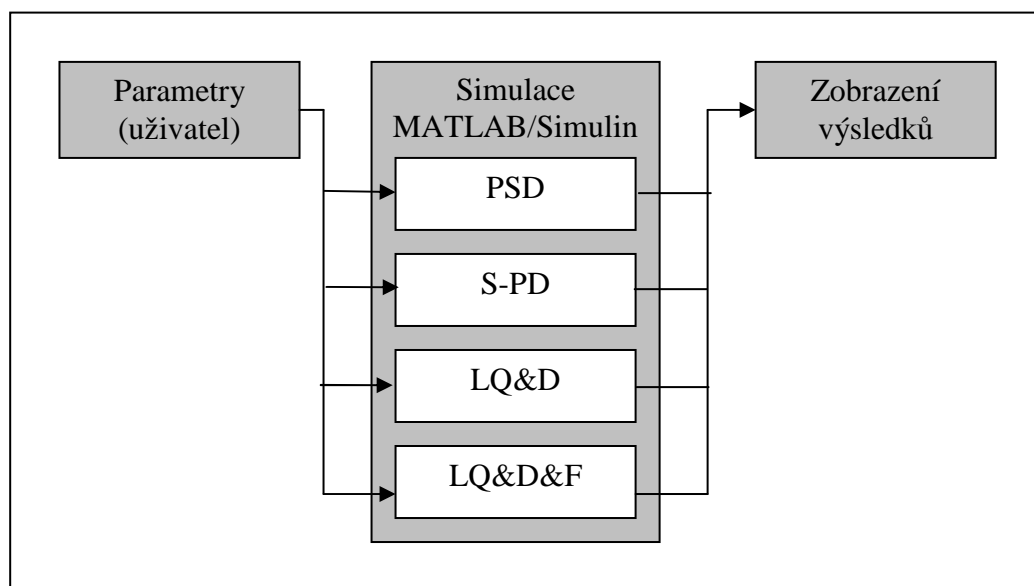 Parametry
(uživatel)
Simulace
MATLAB/Simulin
PSD
S-PD
LQ&D
LQ&D&F
Zobrazení
výsledků